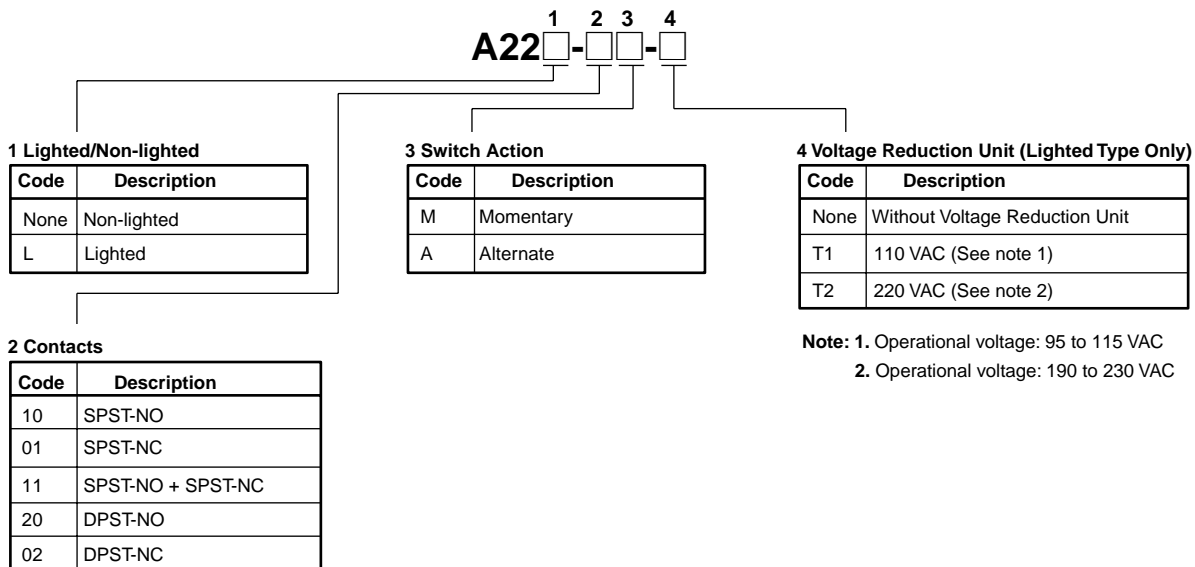 1 2 3 4
A22□-□□-□
1 Lighted/Non-lighted
Code Description
None Non-lighted
L Lighted
2 Contacts
Code Description
10 SPST-NO
01 SPST-NC
11 SPST-NO + SPST-NC
20 DPST-NO
02 DPST-NC
3 Switch Action
Code Description
M Momentary
A Alternate
4 Voltage Reduction Unit (Lighted Type Only)
Code Description
None Without Voltage Reduction Unit
T1 110 VAC (See note 1)
T2 220 VAC (See note 2)
Note: 1. Operational voltage: 95 to 115 VAC
2. Operational voltage: 190 to 230 VAC